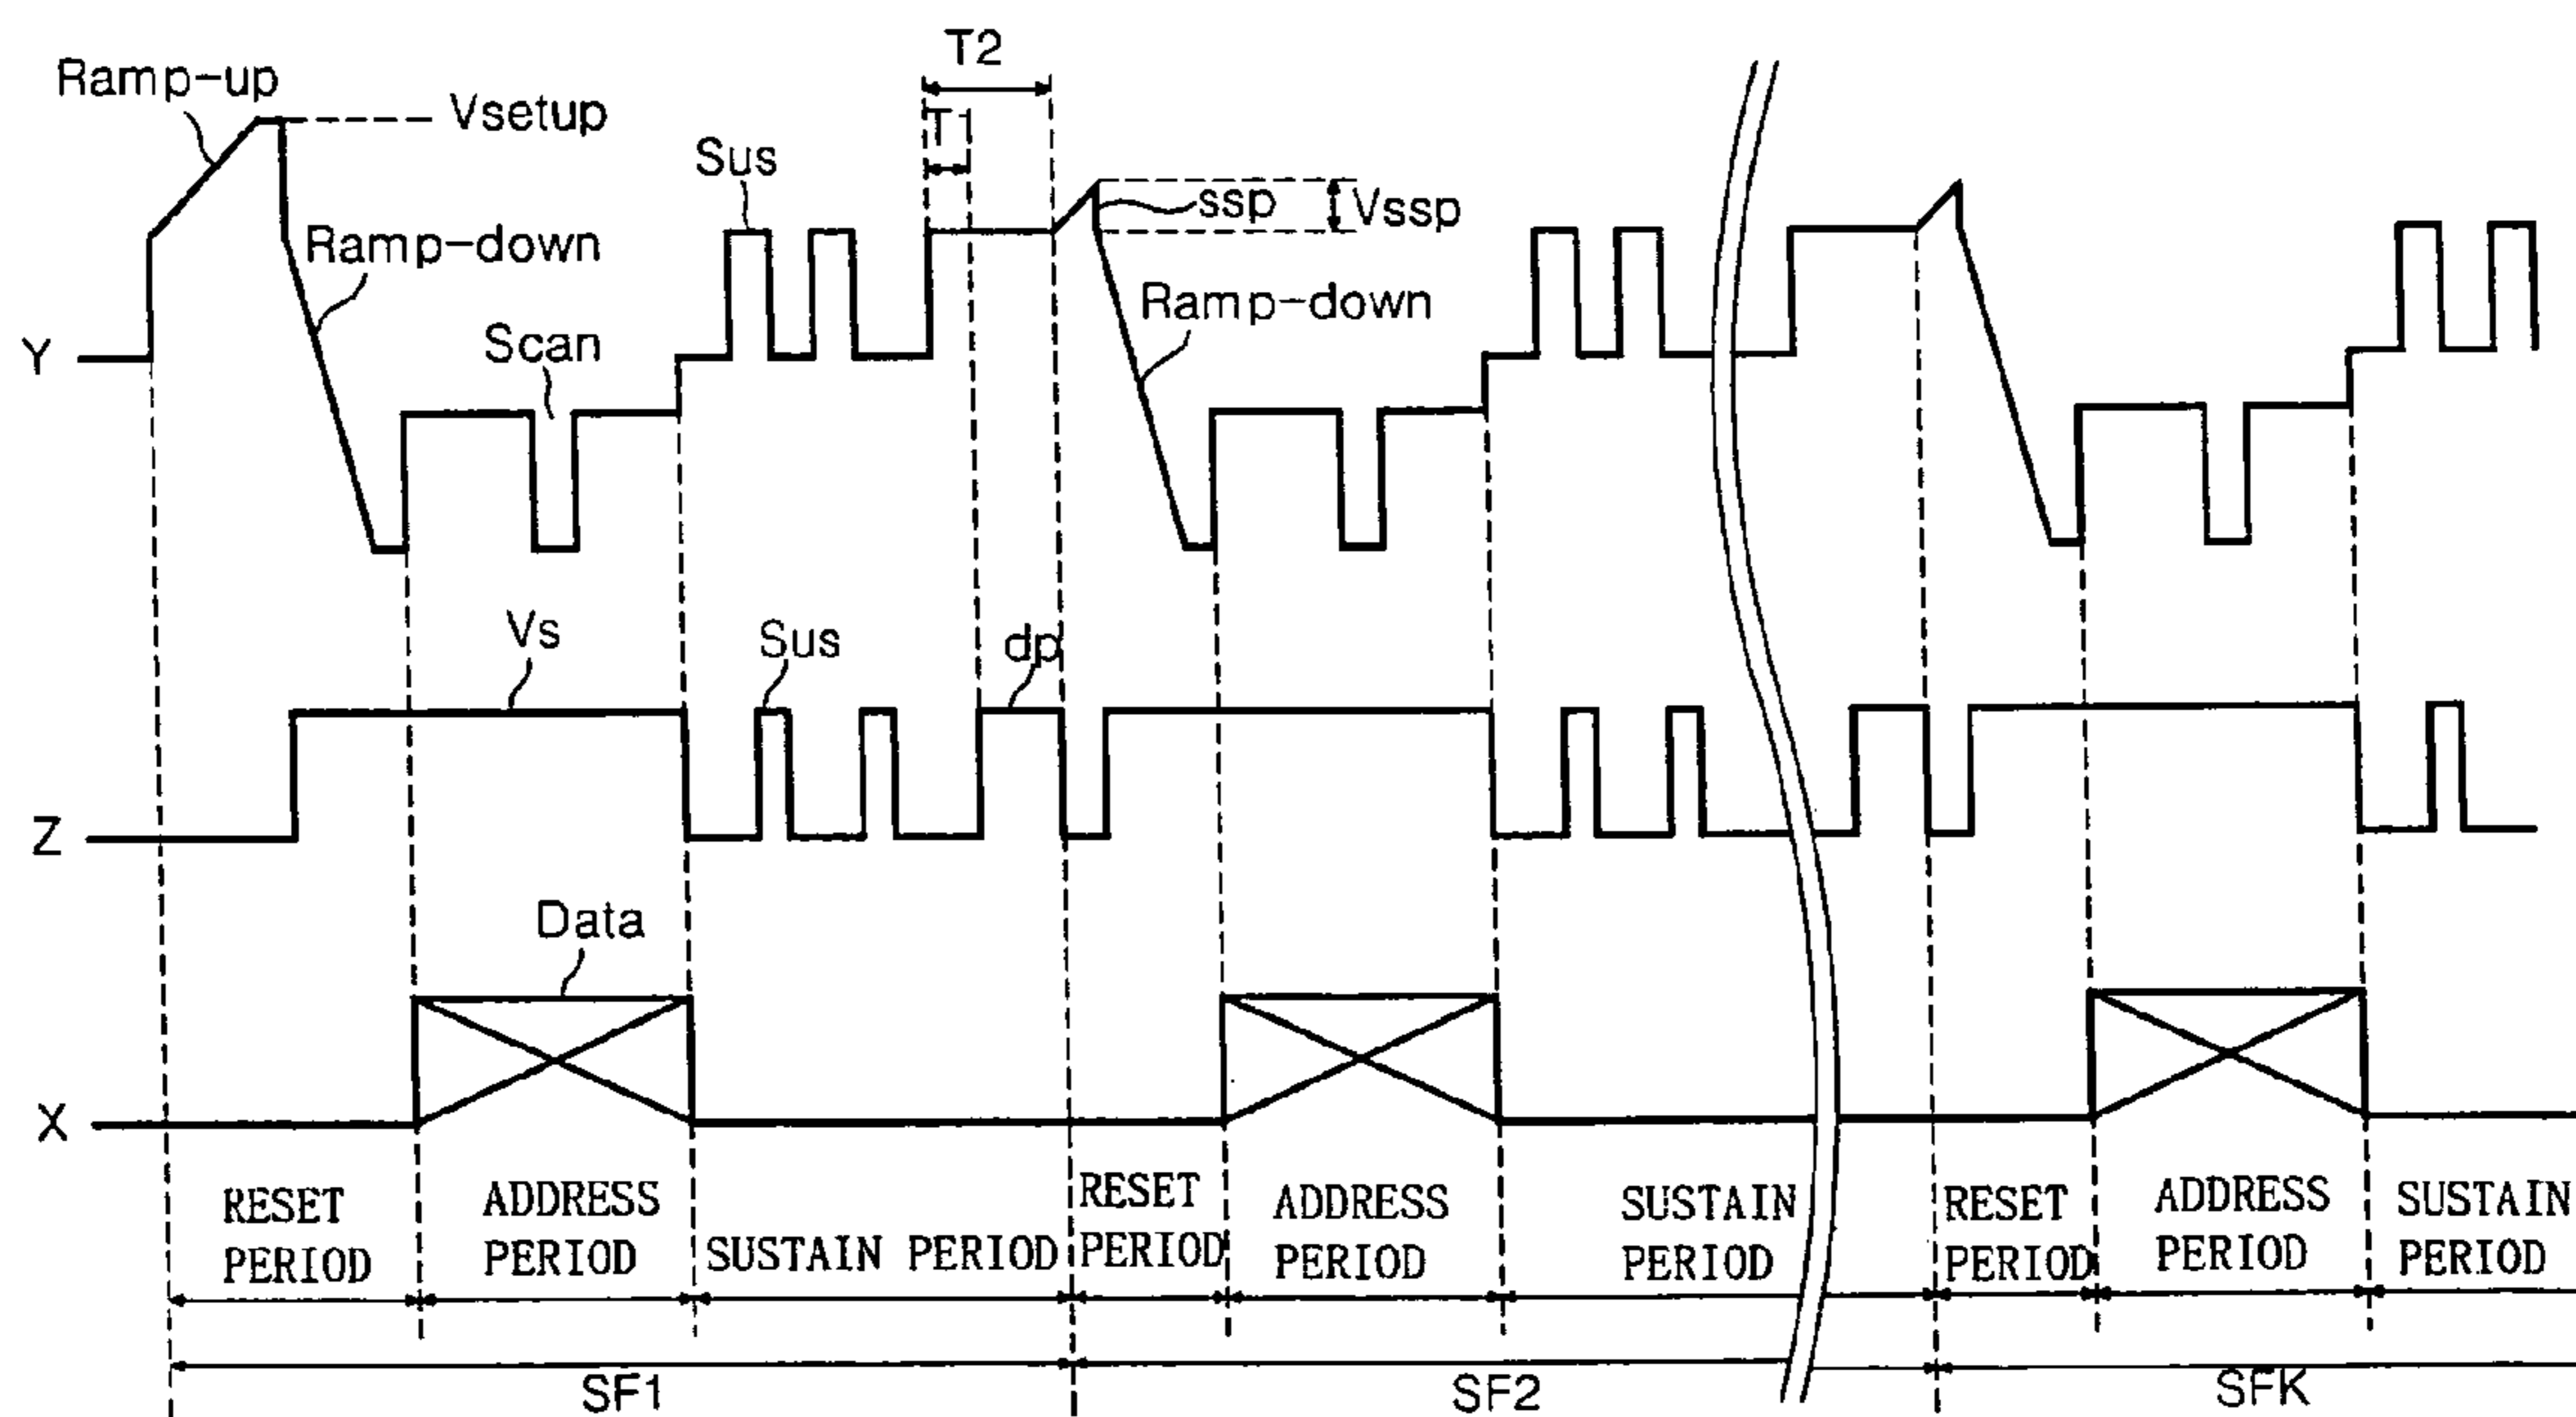 T2
Ramp-up
Vsetup
T1
Sus
ssp
Vssp
Ramp-down
Ramp-down
Scan
Y
Vs
Sus
dp
Z
Data
X
RESET
PERIOD
ADDRESS
PERIOD
SUSTAIN PERIOD
RESET
PERIOD
ADDRESS
PERIOD
SUSTAIN
PERIOD
RESET
PERIOD
ADDRESS
PERIOD
SUSTAIN
PERIOD
SF1
SF2
SFK